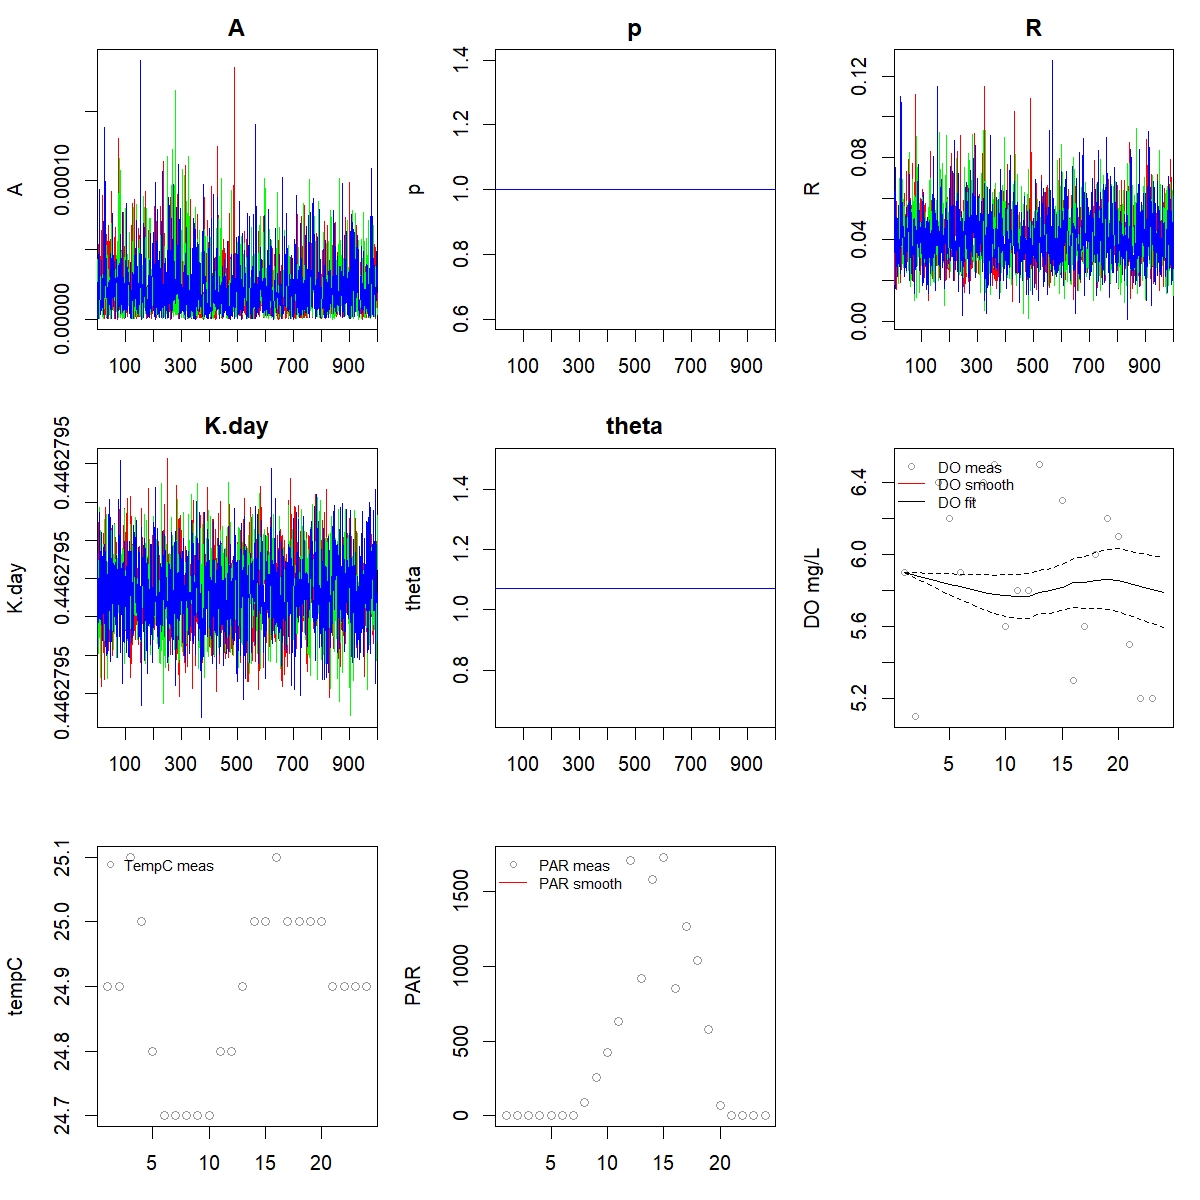 A
A
0.00000
0.00010
100 300 500 700 900
p
p
0.6 0.8 1.0 1.2 1.4
100 300 500 700 900
R
R
0.00 0.04 0.08 0.12
100 300 500 700 900
K.day
K.day
0.4462795 0.4462795 0.4462795 0.4462795
100 300 500 700 900
theta
theta
0.8 1.0 1.2 1.4
100 300 500 700 900
DO mg/L
5.2 5.6 6.0 6.4
DO meas
DO smooth
DO fit
5 10 15 20
tempC
24.7 24.8 24.9 25.0 25.1
TempC meas
5 10 15 20
PAR
0 500 1000 1500
PAR meas
PAR smooth
5 10 15 20